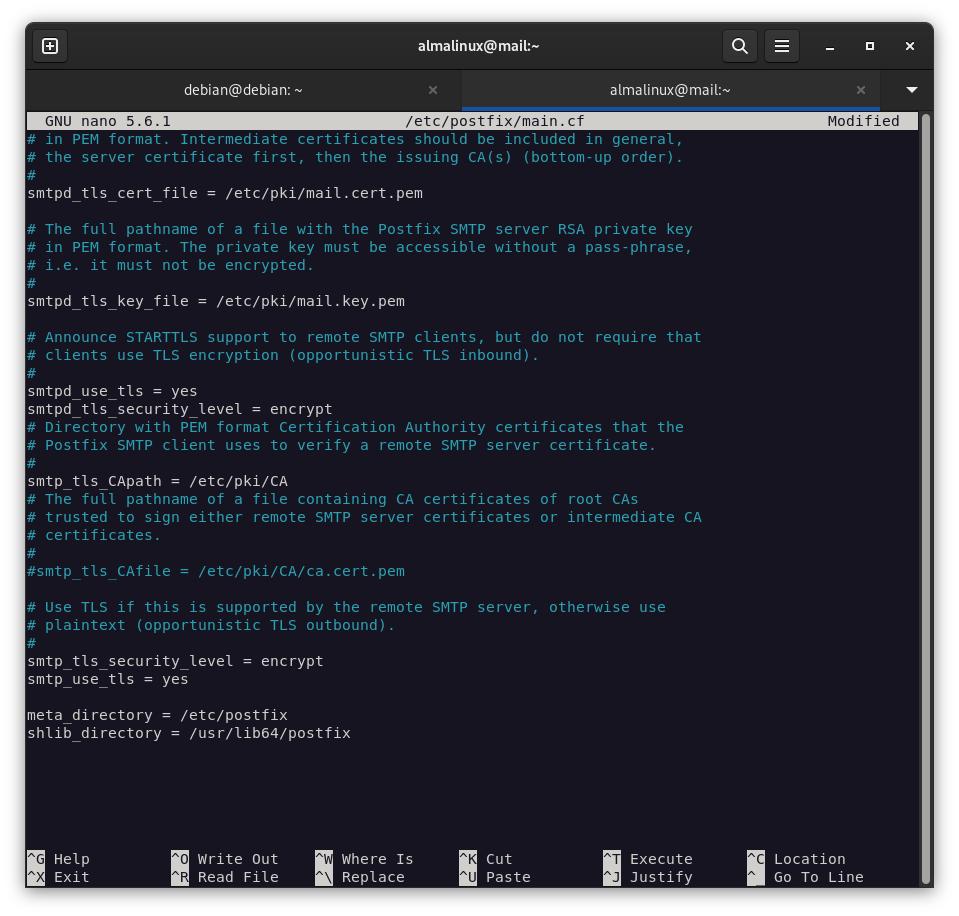 almalinux@mail:~
debian@debian: ~
almalinux@mail:~
GNU nano 5.6.1 /etc/postfix/main.cf Modified
# in PEM format. Intermediate certificates should be included in general,
# the server certificate first, then the issuing CA(s) (bottom-up order).
#
smtpd_tls_cert_file = /etc/pki/mail.cert.pem

# The full pathname of a file with the Postfix SMTP server RSA private key
# in PEM format. The private key must be accessible without a pass-phrase,
# i.e. it must not be encrypted.
#
smtpd_tls_key_file = /etc/pki/mail.key.pem

# Announce STARTTLS support to remote SMTP clients, but do not require that
# clients use TLS encryption (opportunistic TLS inbound).
#
smtpd_use_tls = yes
smtpd_tls_security_level = encrypt
# Directory with PEM format Certification Authority certificates that the
# Postfix SMTP client uses to verify a remote SMTP server certificate.
#
smtp_tls_CApath = /etc/pki/CA
# The full pathname of a file containing CA certificates of root CAs
# trusted to sign either remote SMTP server certificates or intermediate CA
# certificates.
#
#smtp_tls_CAfile = /etc/pki/CA/ca.cert.pem

# Use TLS if this is supported by the remote SMTP server, otherwise use
# plaintext (opportunistic TLS outbound).
#
smtp_tls_security_level = encrypt
smtp_use_tls = yes

meta_directory = /etc/postfix
shlib_directory = /usr/lib64/postfix

^G Help ^O Write Out ^W Where Is ^K Cut ^T Execute ^C Location
^X Exit ^R Read File ^\ Replace ^U Paste ^J Justify ^_ Go To Line